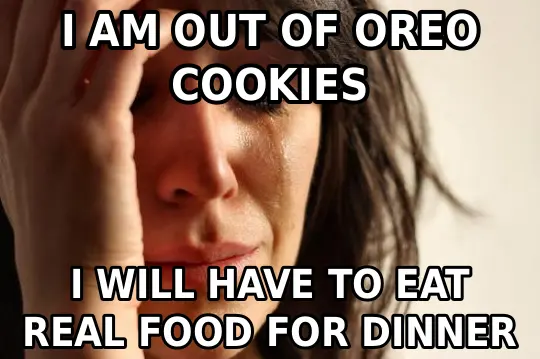 I AM OUT OF OREO
COOKIES
I WILL HAVE TO EAT
REAL FOOD FOR DINNER